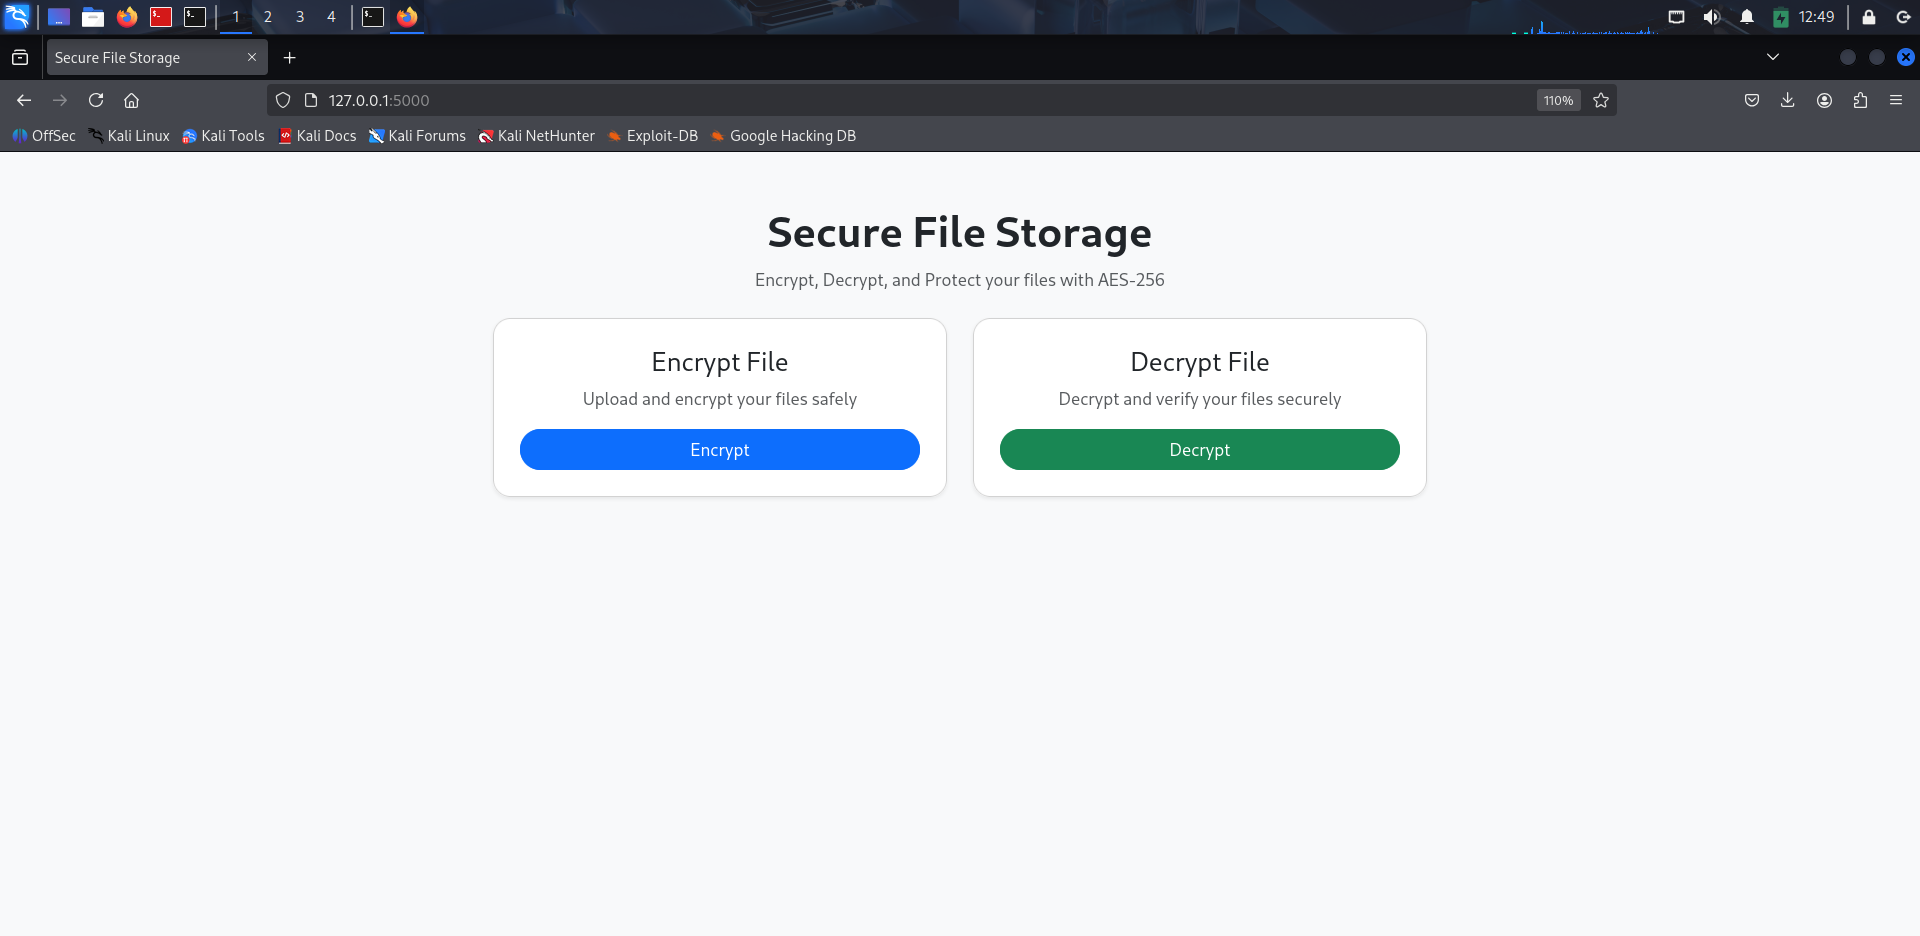 1 2 3 4 12:49
Secure File Storage
127.0.0.1:5000 110%
OffSec Kali Linux Kali Tools Kali Docs Kali Forums Kali NetHunter Exploit-DB Google Hacking DB
Secure File Storage
Encrypt, Decrypt, and Protect your files with AES-256
Encrypt File
Upload and encrypt your files safely
Encrypt
Decrypt File
Decrypt and verify your files securely
Decrypt